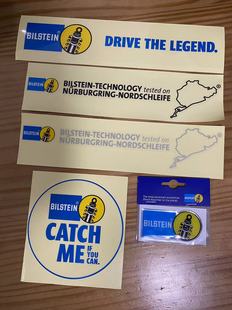 BILSTEIN
DRIVE THE LEGEND.
BILSTEIN
BILSTEIN-TECHNOLOGY tested on
NÜRBURGRING-NORDSCHLEIFE
BILSTEIN
BILSTEIN-TECHNOLOGY tested on
NÜRBURGRING-NORDSCHLEIFE
BILSTEIN
CATCH
ME IF
YOU CAN.
BILSTEIN